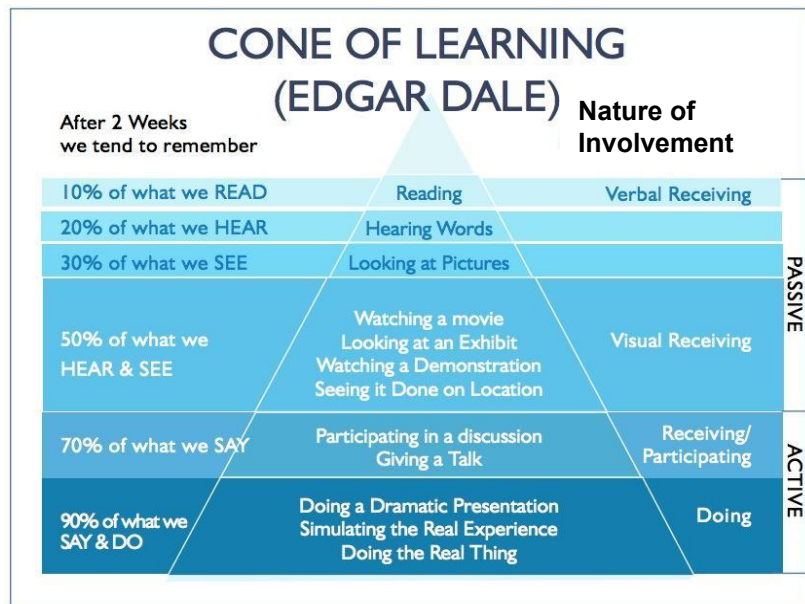 CONE OF LEARNING
(EDGAR DALE)
After 2 Weeks
we tend to remember
Nature of
Involvement
10% of what we READ
Reading
Verbal Receiving
20% of what we HEAR
Hearing Words
30% of what we SEE
Looking at Pictures
50% of what we
HEAR & SEE
Watching a movie
Looking at an Exhibit
Watching a Demonstration
Seeing it Done on Location
Visual Receiving
PASSIVE
70% of what we SAY
Participating in a discussion
Giving a Talk
Receiving/
Participating
90% of what we
SAY & DO
Doing a Dramatic Presentation
Simulating the Real Experience
Doing the Real Thing
Doing
ACTIVE